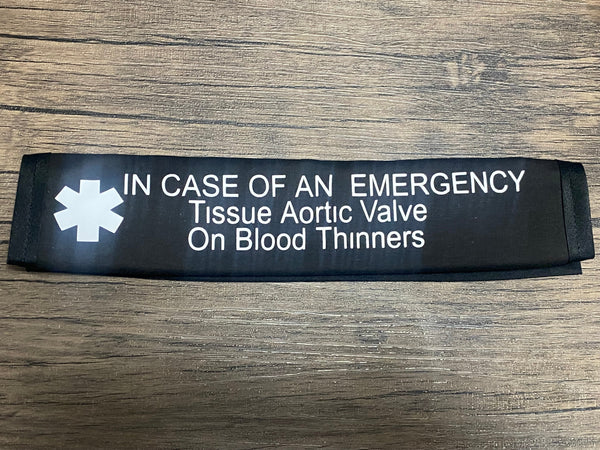 IN CASE OF AN EMERGENCY
Tissue Aortic Valve
On Blood Thinners